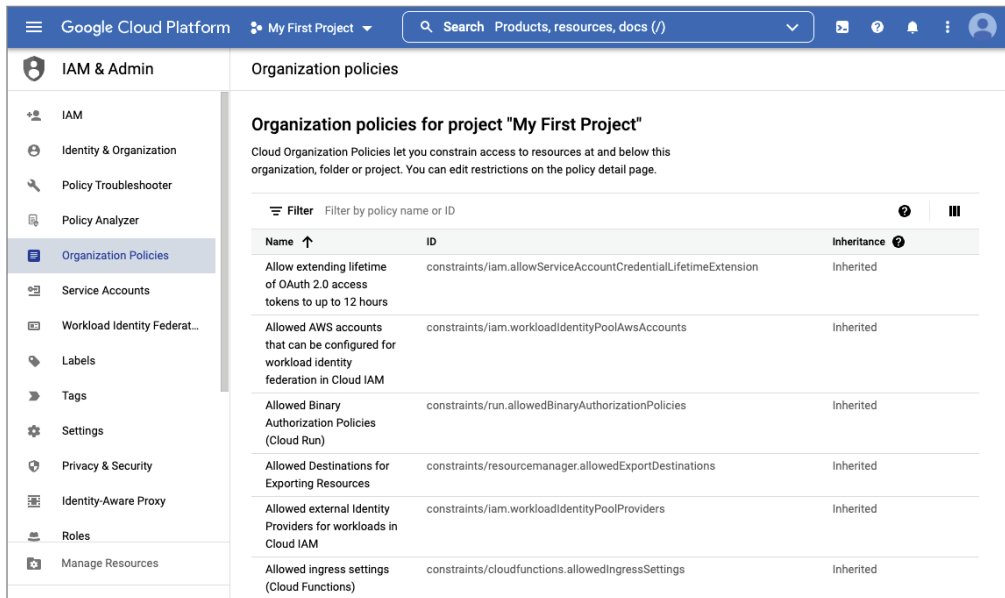 Google Cloud Platform
My First Project
Search Products, resources, docs (/)
IAM & Admin
Organization policies
IAM
Identity & Organization
Policy Troubleshooter
Policy Analyzer
Organization Policies
Service Accounts
Workload Identity Federat...
Labels
Tags
Settings
Privacy & Security
Identity-Aware Proxy
Roles
Manage Resources
Organization policies for project "My First Project"
Cloud Organization Policies let you constrain access to resources at and below this
organization, folder or project. You can edit restrictions on the policy detail page.
Filter Filter by policy name or ID
Name ID Inheritance
Allow extending lifetime constraints/iam.allowServiceAccountCredentialLifetimeExtension Inherited
of OAuth 2.0 access
tokens to up to 12 hours
Allowed AWS accounts constraints/iam.workloadIdentityPoolAwsAccounts Inherited
that can be configured for
workload identity
federation in Cloud IAM
Allowed Binary constraints/run.allowedBinaryAuthorizationPolicies Inherited
Authorization Policies
(Cloud Run)
Allowed Destinations for constraints/resourcemanager.allowedExportDestinations Inherited
Exporting Resources
Allowed external Identity constraints/iam.workloadIdentityPoolProviders Inherited
Providers for workloads in
Cloud IAM
Allowed ingress settings constraints/cloudfunctions.allowedIngressSettings Inherited
(Cloud Functions)